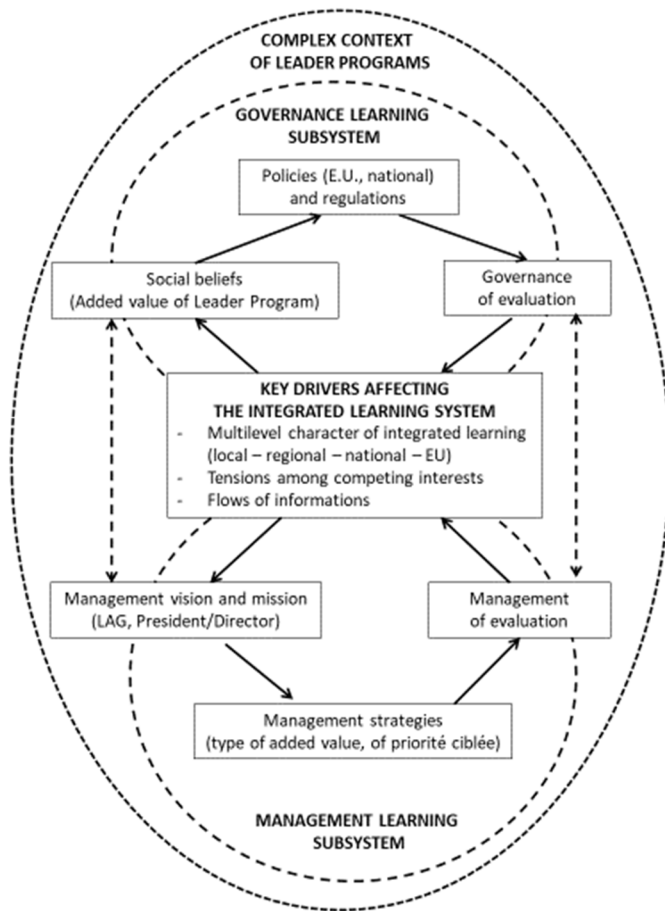 COMPLEX CONTEXT
OF LEADER PROGRAMS
GOVERNANCE LEARNING
SUBSYSTEM
Policies (E.U., national)
and regulations
Social beliefs
(Added value of Leader Program)
Governance
of evaluation
KEY DRIVERS AFFECTING
THE INTEGRATED LEARNING SYSTEM
- Multilevel character of integrated learning
(local – regional – national – EU)
- Tensions among competing interests
- Flows of informations
Management vision and mission
(LAG, President/Director)
Management
of evaluation
Management strategies
(type of added value, of priorité ciblée)
MANAGEMENT LEARNING
SUBSYSTEM